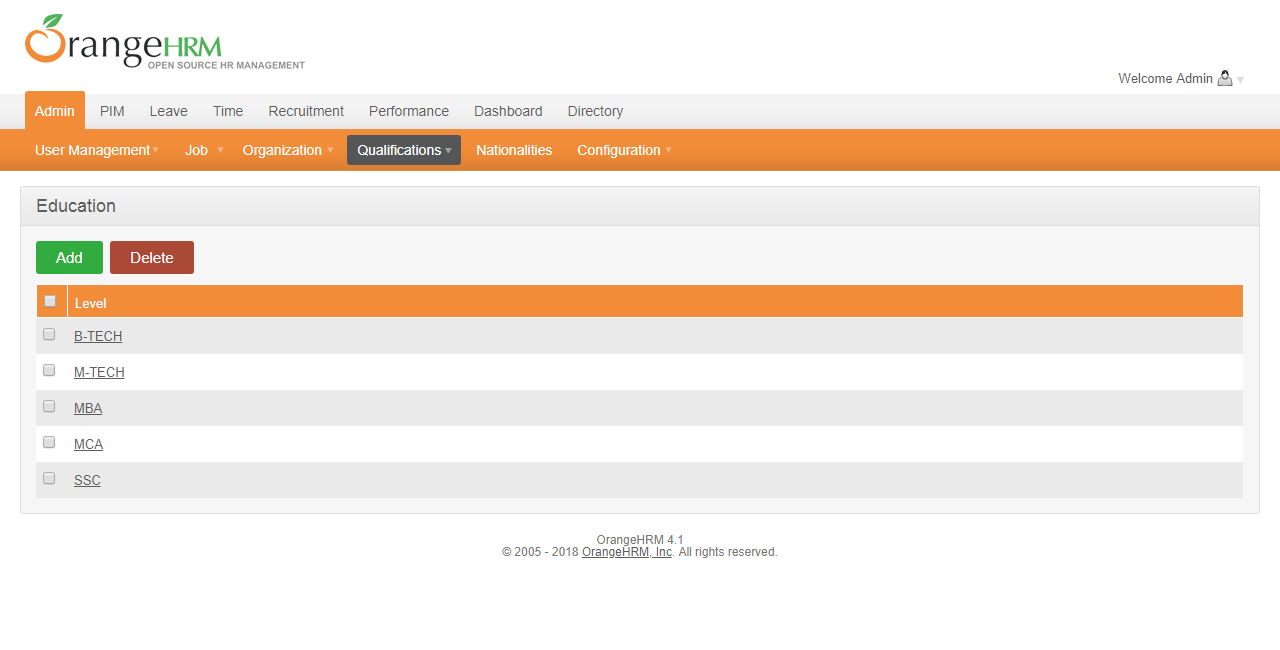 OrangeHRM
OPEN SOURCE HR MANAGEMENT
Welcome Admin
Admin PIM Leave Time Recruitment Performance Dashboard Directory
User Management Job Organization Qualifications Nationalities Configuration
Education
Add Delete
Level
B-TECH
M-TECH
MBA
MCA
SSC
OrangeHRM 4.1
© 2005 - 2018 OrangeHRM, Inc. All rights reserved.